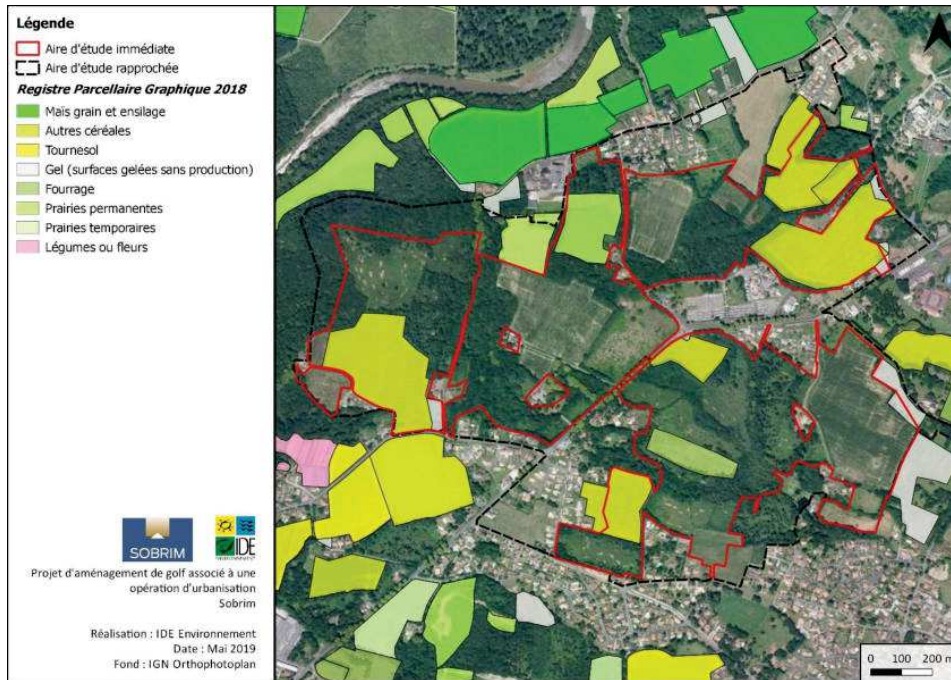 Légende
Aire d'étude immédiate
Aire d'étude rapprochée
Registre Parcellaire Graphique 2018
Maïs grain et ensilage
Autres céréales
Tournesol
Gel (surfaces gelées sans production)
Fourrage
Prairies permanentes
Prairies temporaires
Légumes ou fleurs
SOBRIM
IDE
Projet d'aménagement de golf associé à une
opération d'urbanisation
Sobrim
Réalisation : IDE Environnement
Date : Mai 2019
Fond : IGN Orthophotoplan
0 100 200 m